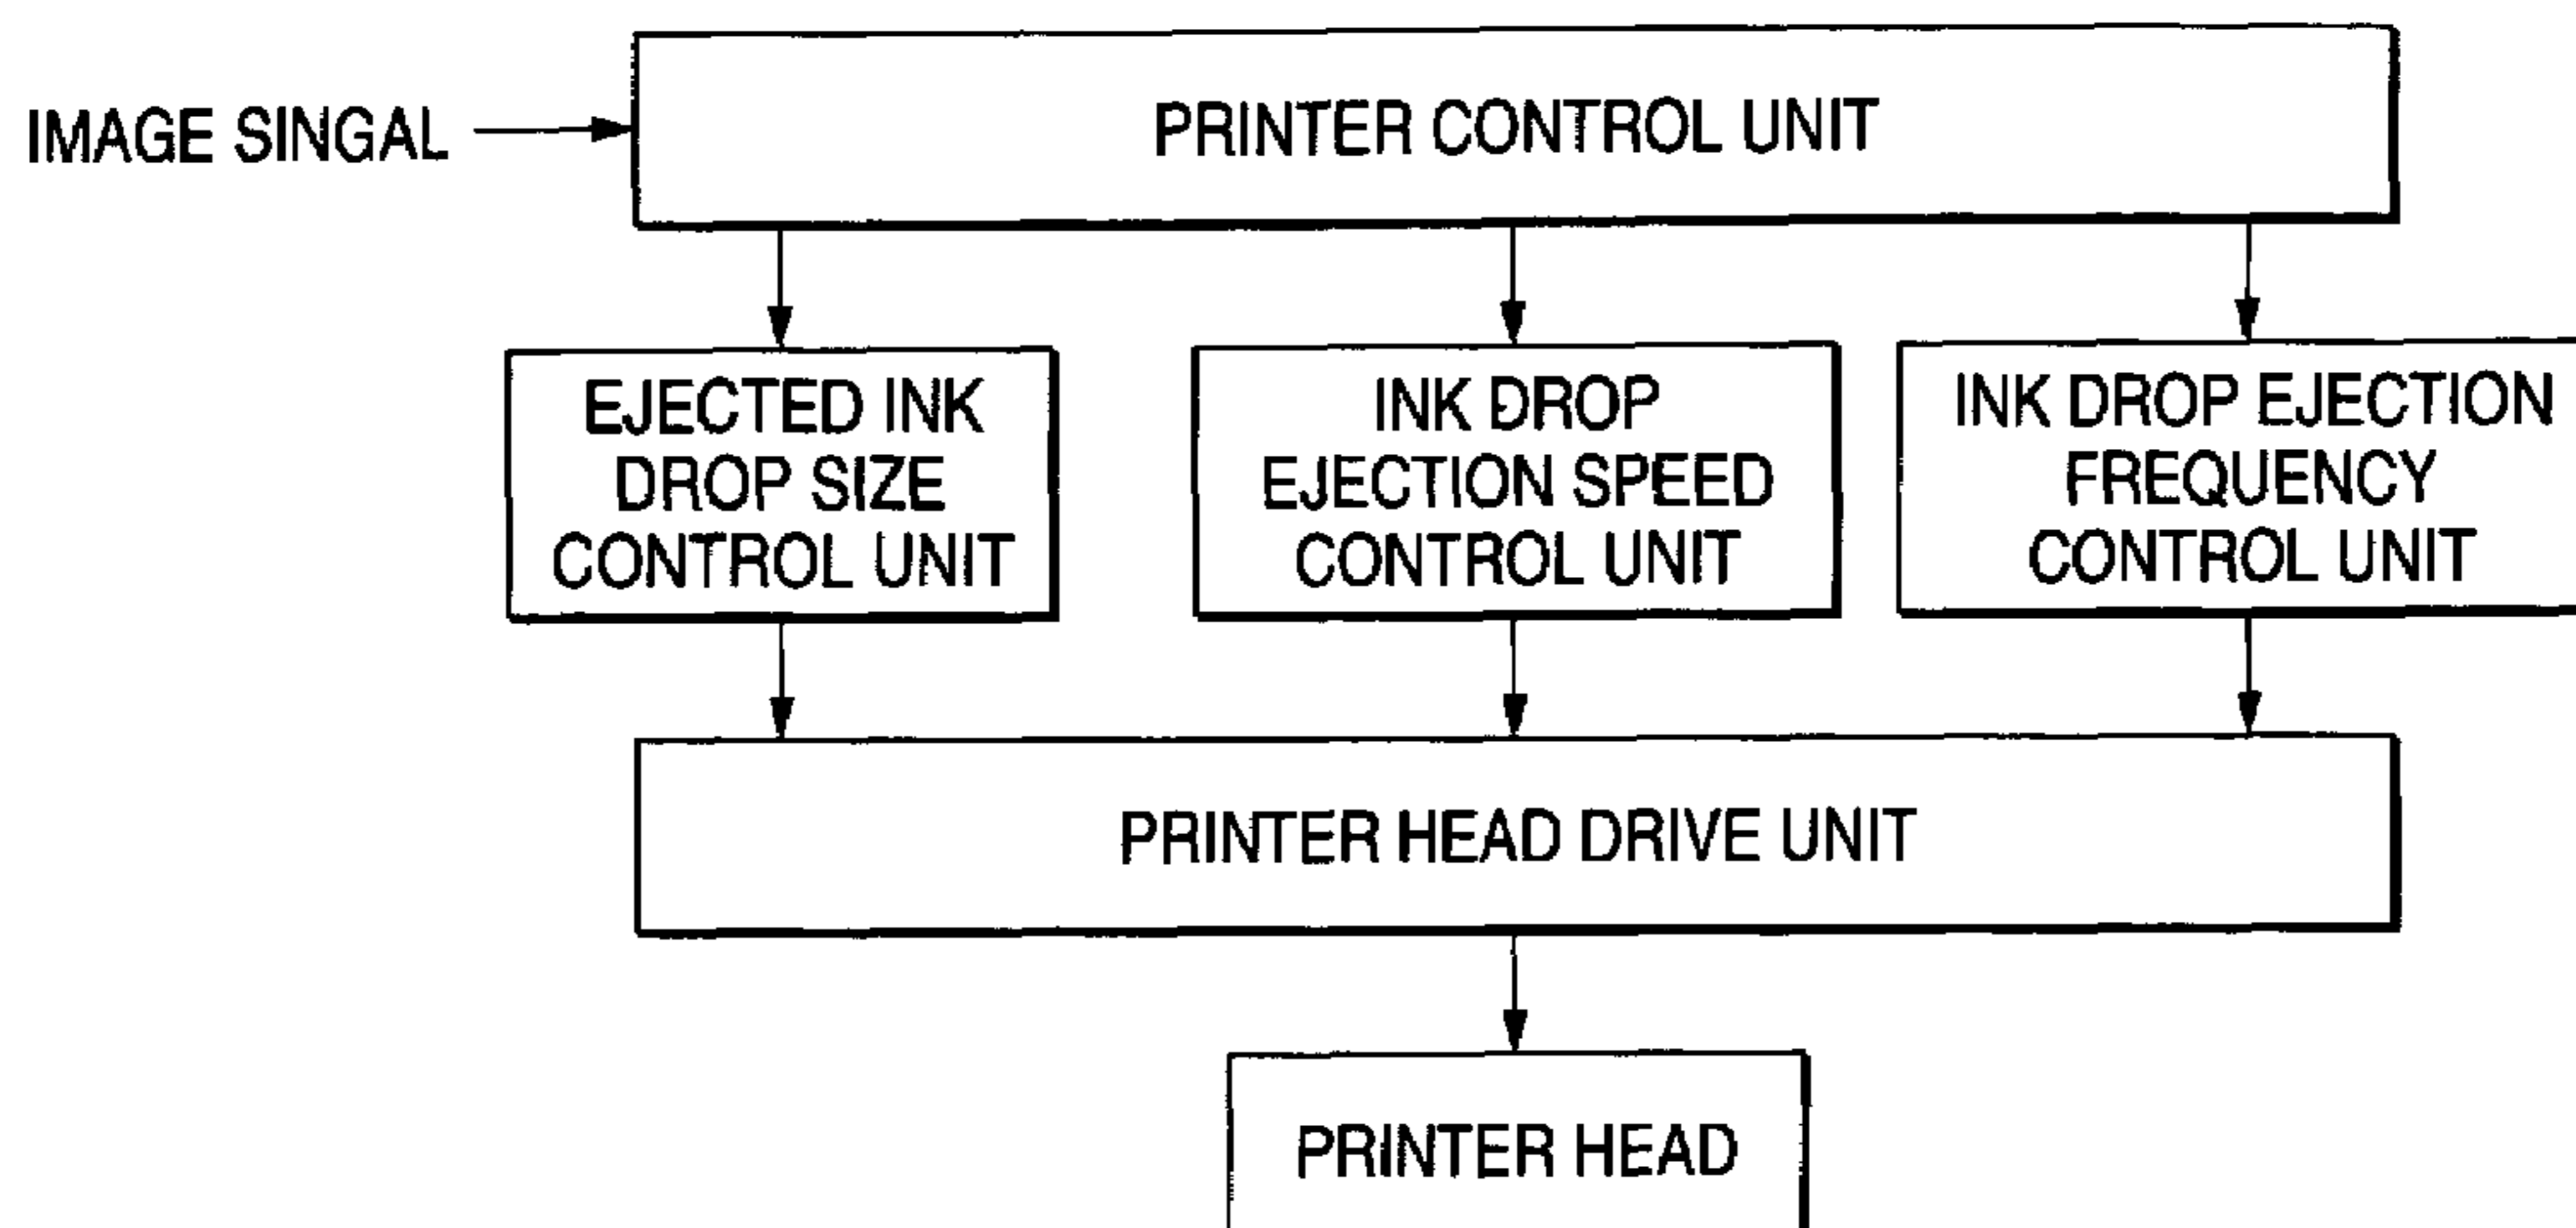 IMAGE SINGAL
PRINTER CONTROL UNIT
EJECTED INK
DROP SIZE
CONTROL UNIT
INK DROP
EJECTION SPEED
CONTROL UNIT
INK DROP EJECTION
FREQUENCY
CONTROL UNIT
PRINTER HEAD DRIVE UNIT
PRINTER HEAD